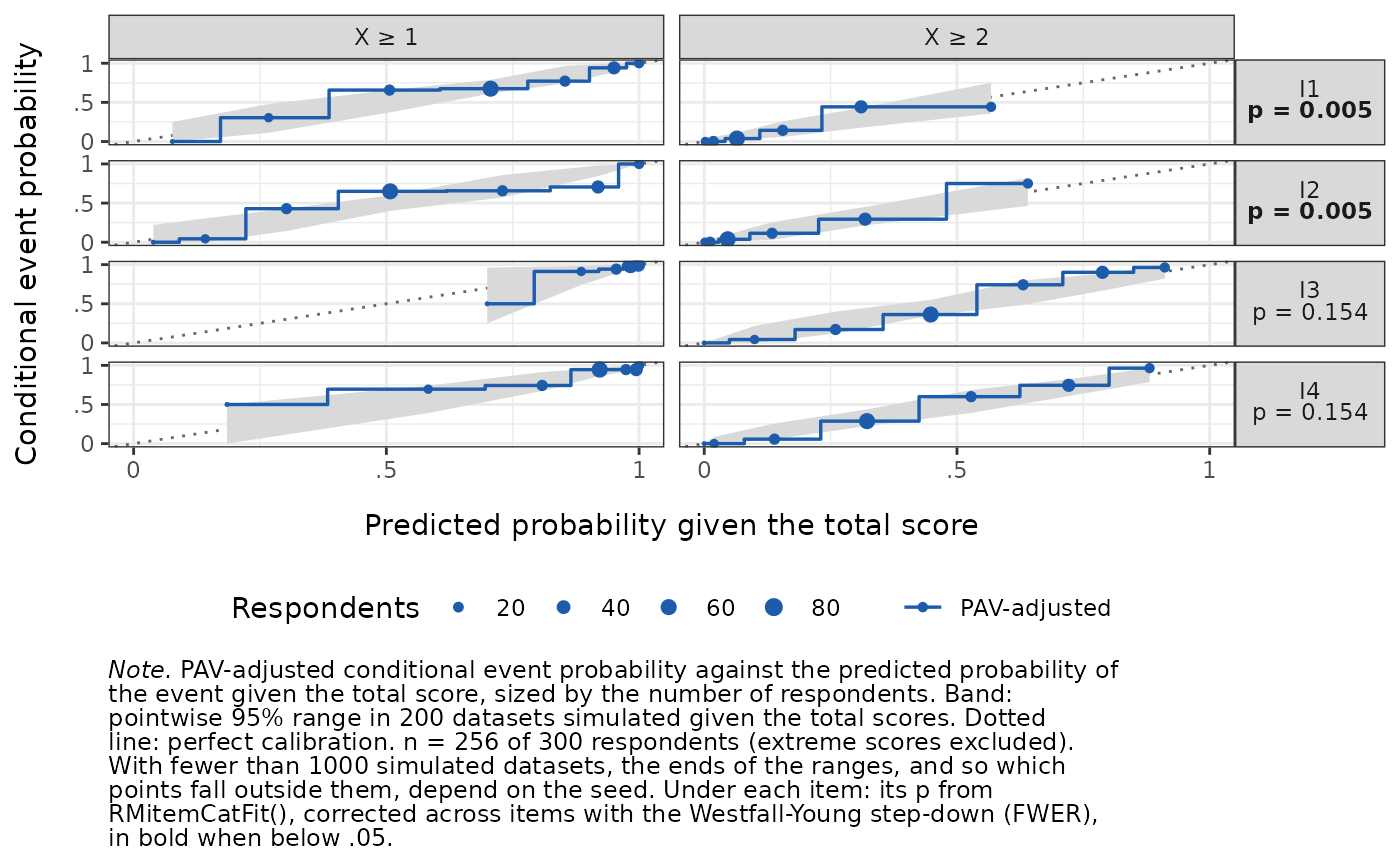 X ≥ 1
X ≥ 2
Conditional event probability
1
.5
0
I1
p = 0.005
1
.5
0
I2
p = 0.005
1
.5
0
I3
p = 0.154
1
.5
0
I4
p = 0.154
0 .5 1 0 .5 1
Predicted probability given the total score
Respondents 20 40 60 80 PAV-adjusted
Note. PAV-adjusted conditional event probability against the predicted probability of
the event given the total score, sized by the number of respondents. Band:
pointwise 95% range in 200 datasets simulated given the total scores. Dotted
line: perfect calibration. n = 256 of 300 respondents (extreme scores excluded).
With fewer than 1000 simulated datasets, the ends of the ranges, and so which
points fall outside them, depend on the seed. Under each item: its p from
RMitemCatFit(), corrected across items with the Westfall-Young step-down (FWER),
in bold when below .05.